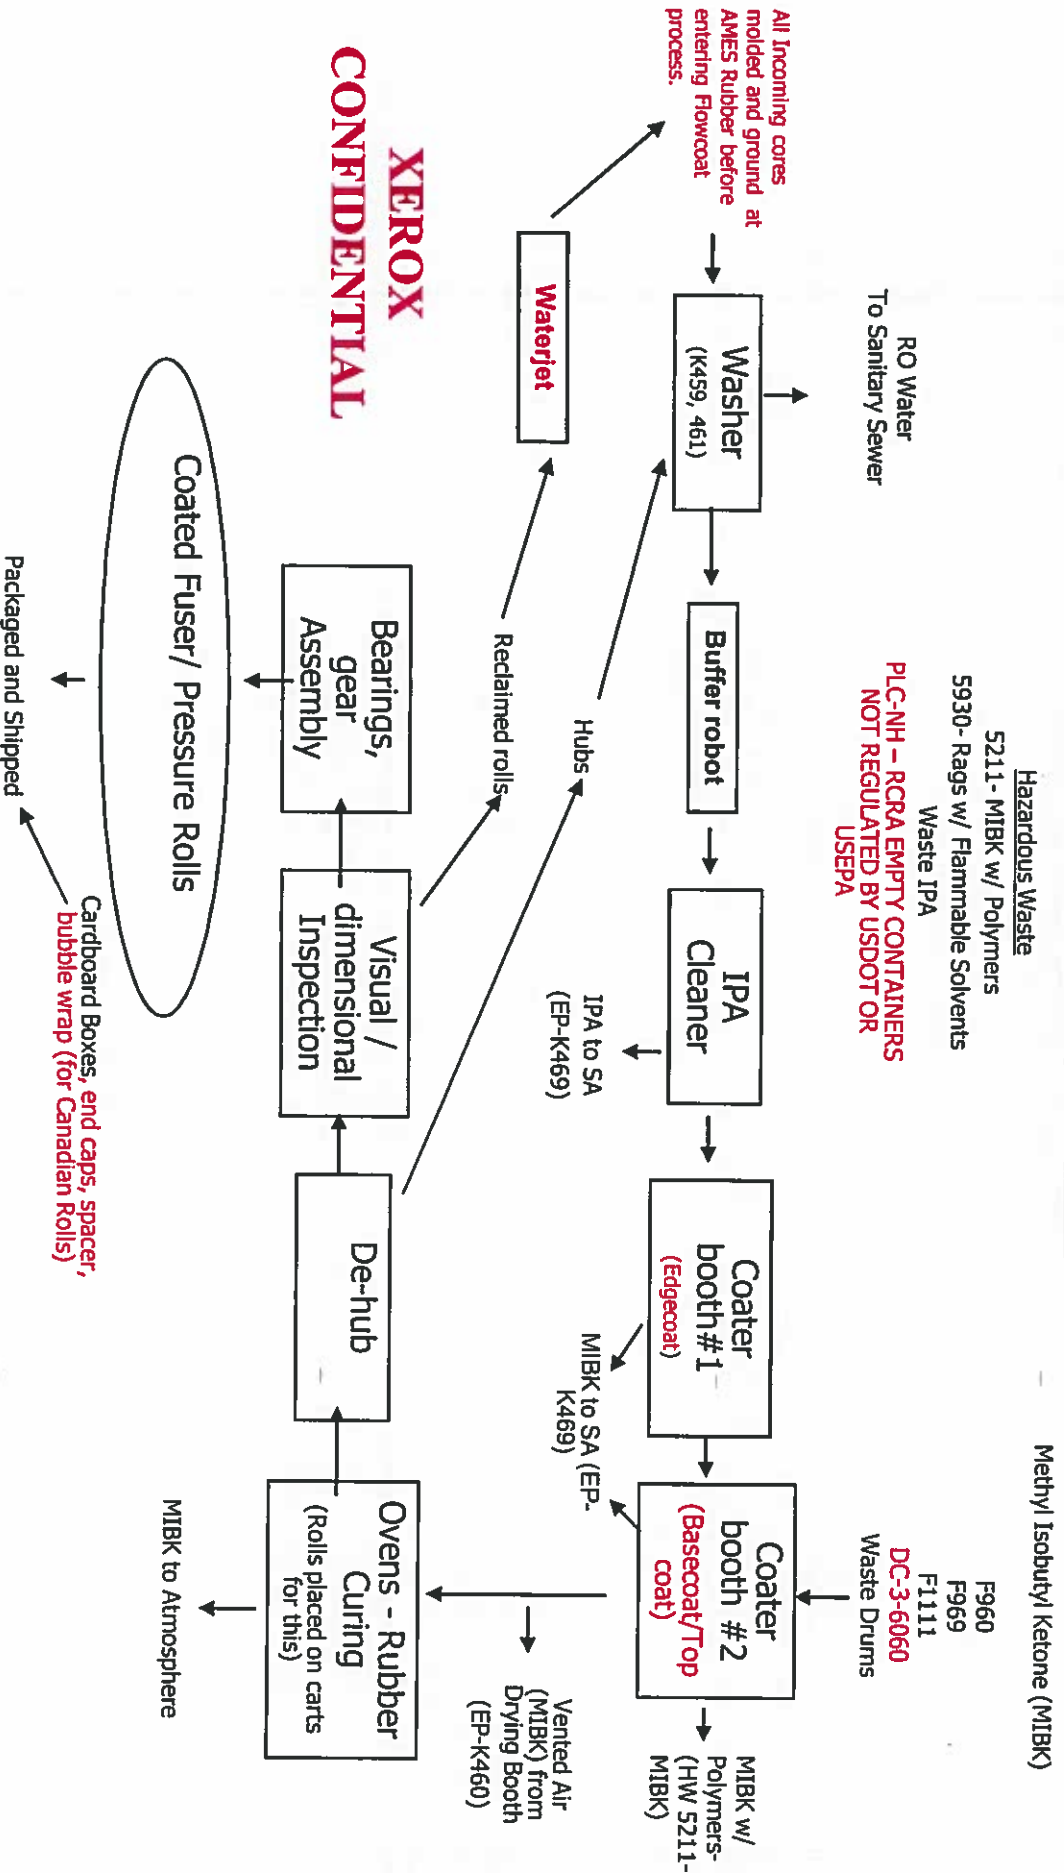 Methyl Isobutyl Ketone (MIBK)
Hazardous Waste
5211- MIBK w/ Polymers
5930- Rags w/ Flammable Solvents
Waste IPA
PLC-NH – RCRA EMPTY CONTAINERS
NOT REGULATED BY USDOT OR
USEPA
F960
F969
F1111
DC-3-6060
Waste Drums
RO Water
To Sanitary Sewer
All Incoming cores
molded and ground at
AMES Rubber before
entering Flowcoat
process.
Washer
(K459, 461)
Buffer robot
IPA
Cleaner
IPA to SA
(EP-K469)
Coater
booth#1
(Edgecoat)
MIBK to SA (EP-
K469)
Coater
booth #2
(Basecoat/Top
coat)
MIBK w/
Polymers-
(HW 5211-
MIBK)
Vented Air
(MIBK) from
Drying Booth
(EP-K460)
Waterjet
Reclaimed rolls
Hubs
XEROX
CONFIDENTIAL
Bearings,
gear
Assembly
Visual /
dimensional
Inspection
De-hub
Ovens - Rubber
Curing
(Rolls placed on carts
for this)
MIBK to Atmosphere
Coated Fuser/ Pressure Rolls
Cardboard Boxes, end caps, spacer,
bubble wrap (for Canadian Rolls)
Packaged and Shipped